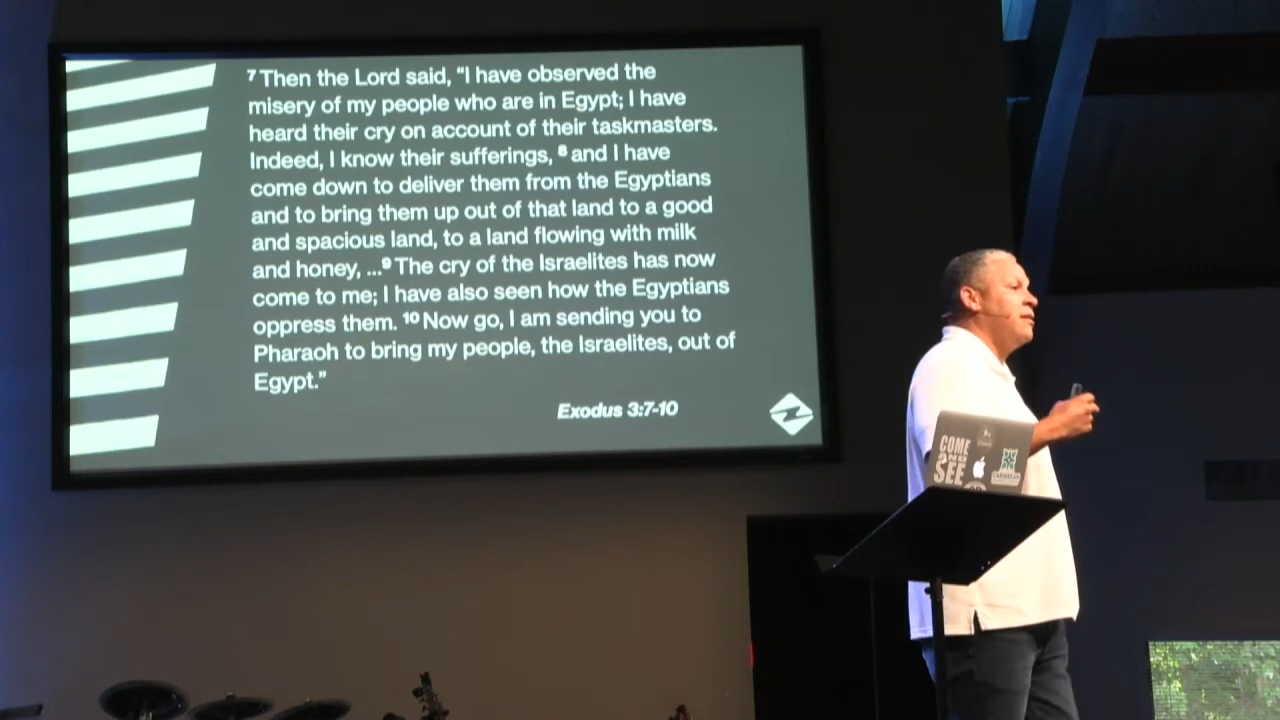 ⁷ Then the Lord said, “I have observed the
misery of my people who are in Egypt; I have
heard their cry on account of their taskmasters.
Indeed, I know their sufferings, ⁸ and I have
come down to deliver them from the Egyptians
and to bring them up out of that land to a good
and spacious land, to a land flowing with milk
and honey, ...⁹ The cry of the Israelites has now
come to me; I have also seen how the Egyptians
oppress them. ¹⁰ Now go, I am sending you to
Pharaoh to bring my people, the Israelites, out of
Egypt.”
Exodus 3:7-10
COME
AND
SEE
CARIBBEAN